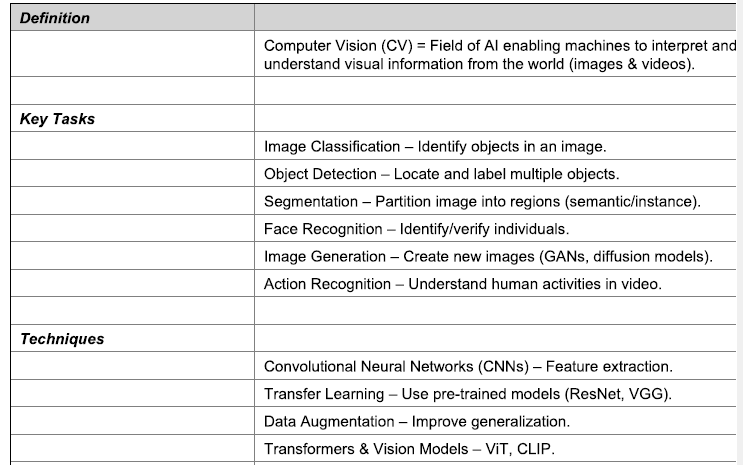 Definition
Computer Vision (CV) = Field of AI enabling machines to interpret and
understand visual information from the world (images & videos).
Key Tasks
Image Classification – Identify objects in an image.
Object Detection – Locate and label multiple objects.
Segmentation – Partition image into regions (semantic/instance).
Face Recognition – Identify/verify individuals.
Image Generation – Create new images (GANs, diffusion models).
Action Recognition – Understand human activities in video.
Techniques
Convolutional Neural Networks (CNNs) – Feature extraction.
Transfer Learning – Use pre-trained models (ResNet, VGG).
Data Augmentation – Improve generalization.
Transformers & Vision Models – ViT, CLIP.